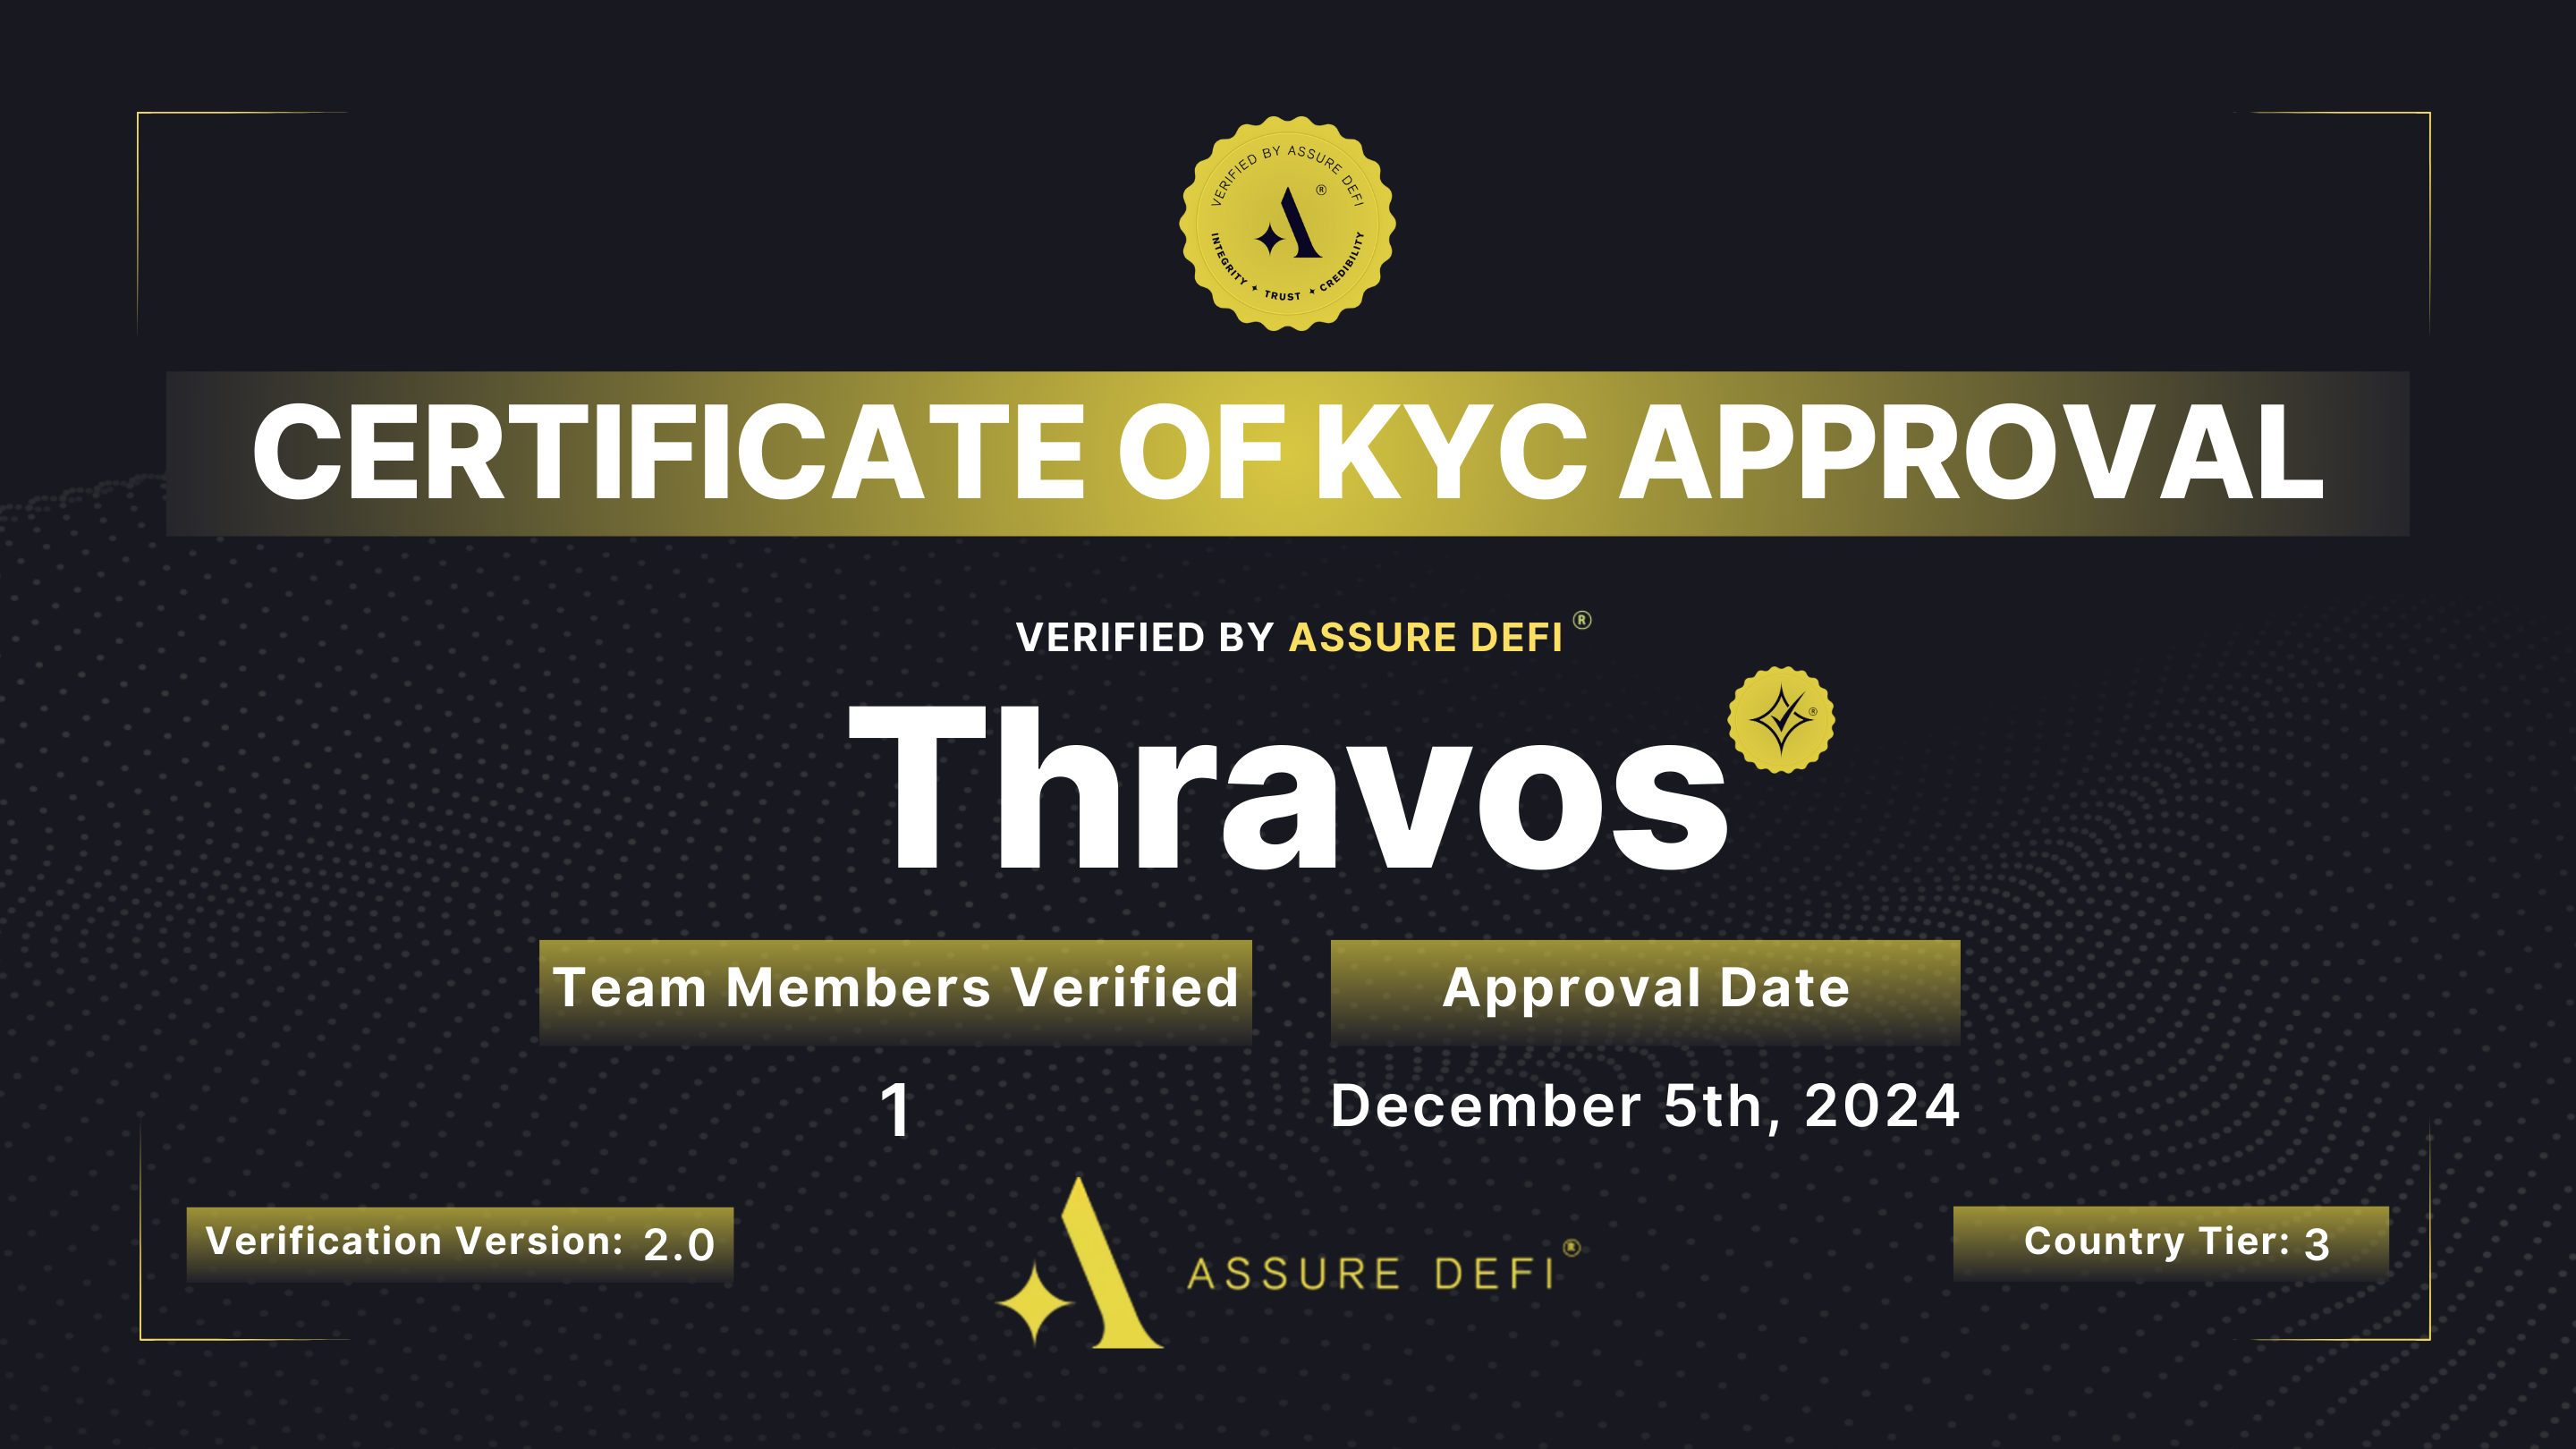 VERIFIED BY ASSURE DEFI
®
INTEGRITY ✦ TRUST ✦ CREDIBILITY
CERTIFICATE OF KYC APPROVAL
VERIFIED BY ASSURE DEFI ®
Thravos
®
Team Members Verified
1
Approval Date
December 5th, 2024
Verification Version: 2.0
ASSURE DEFI ®
Country Tier: 3